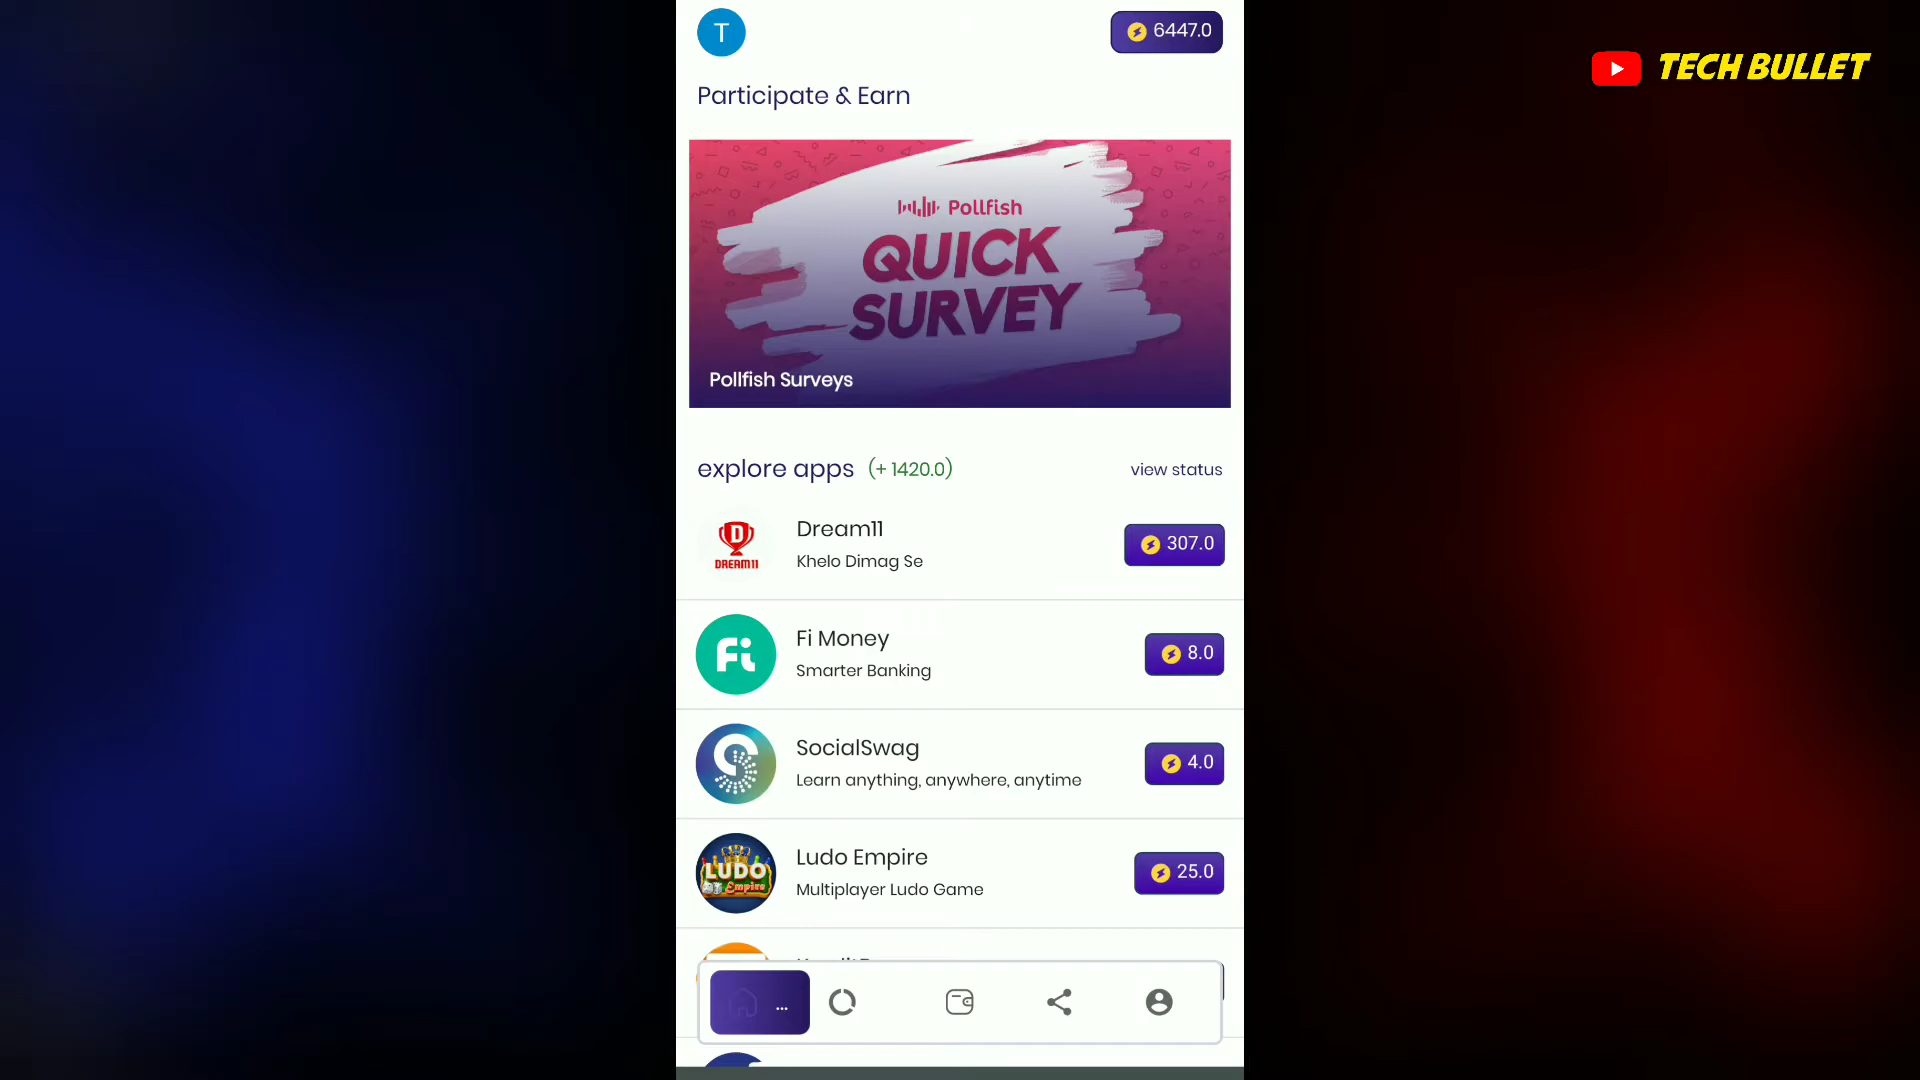 T
6447.0
TECH BULLET
Participate & Earn
Pollfish
QUICK
SURVEY
Pollfish Surveys
explore apps (+ 1420.0) view status
D
DREAM11
Dream11
Khelo Dimag Se
307.0
Fi
Fi Money
Smarter Banking
8.0
SocialSwag
Learn anything, anywhere, anytime
4.0
LUDO
Empire
Ludo Empire
Multiplayer Ludo Game
25.0
...